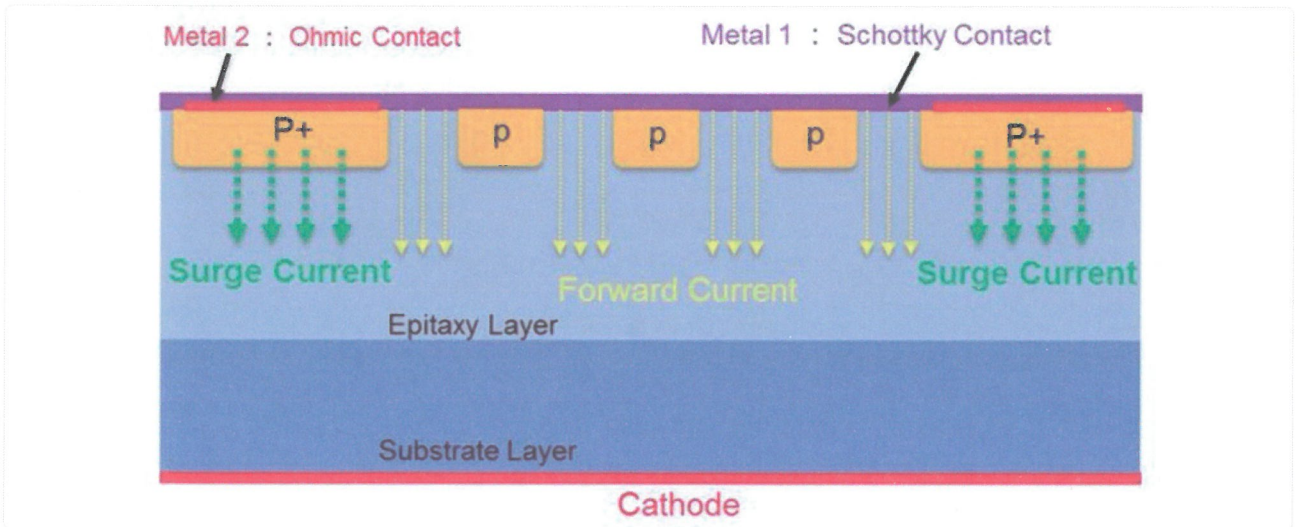 Metal 2 : Ohmic Contact
Metal 1 : Schottky Contact
P+
p
p
p
P+
Surge Current
Forward Current
Surge Current
Epitaxy Layer
Substrate Layer
Cathode